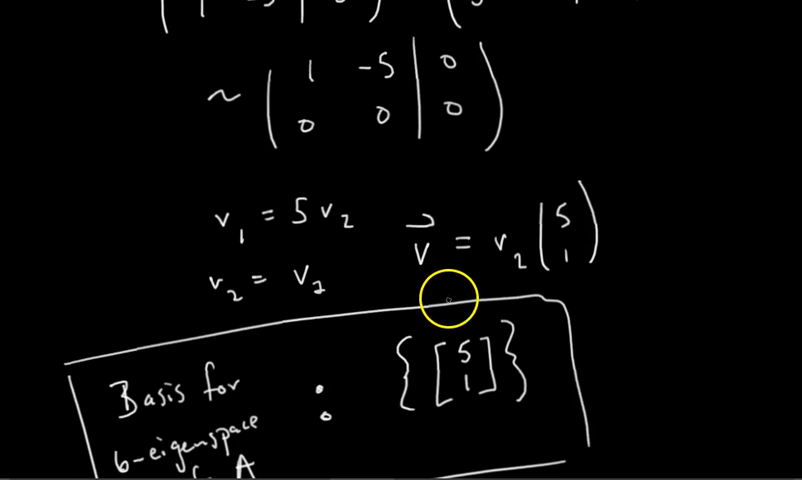 ~ ( 1 -5 | 0
0 0 | 0 )
v₁ = 5 v₂
v₂ = v₂
v⃗ = v₂ ( 5
1 )
Basis for
6-eigenspace
A
: { [ 5
1 ] }